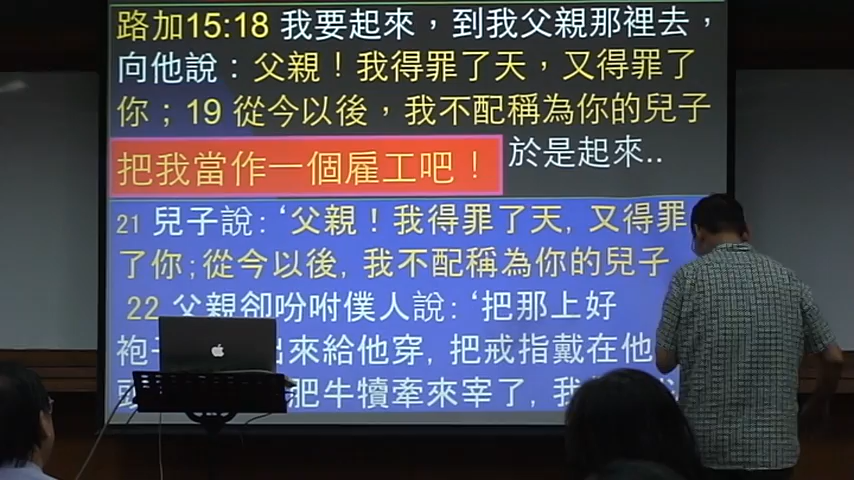 路加15:18 我要起來，到我父親那裡去，
向他說：父親！我得罪了天，又得罪了
你；19 從今以後，我不配稱為你的兒子
把我當作一個雇工吧！ 於是起來..
21 兒子說:‘父親！我得罪了天, 又得罪
了你;從今以後, 我不配稱為你的兒子
22 父親卻吩咐僕人說:‘把那上好
袍 出來給他穿, 把戒指戴在他
肥牛犢牽來宰了, 我